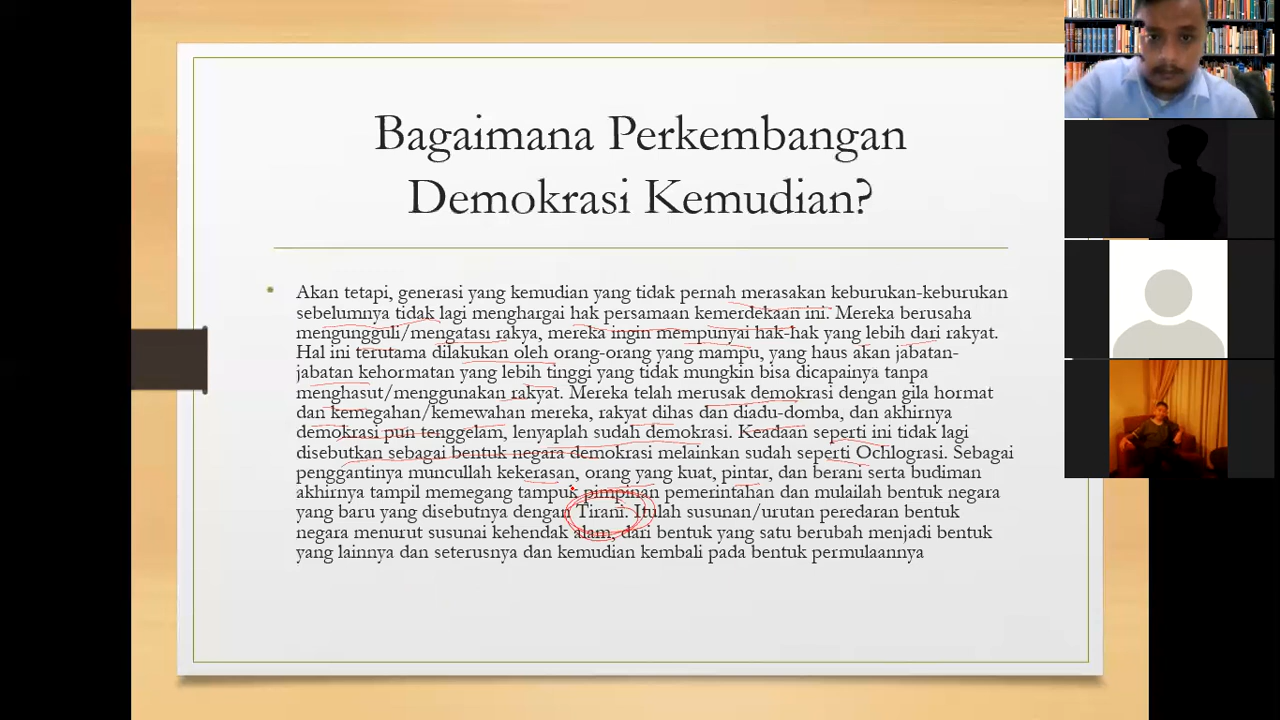 Bagaimana Perkembangan
Demokrasi Kemudian?
Akan tetapi, generasi yang kemudian yang tidak pernah merasakan keburukan-keburukan
sebelumnya tidak lagi menghargai hak persamaan kemerdekaan ini. Mereka berusaha
mengungguli/mengatasi rakya, mereka ingin mempunyai hak-hak yang lebih dari rakyat.
Hal ini terutama dilakukan oleh orang-orang yang mampu, yang haus akan jabatan-
jabatan kehormatan yang lebih tinggi yang tidak mungkin bisa dicapainya tanpa
menghasut/menggunakan rakyat. Mereka telah merusak demokrasi dengan gila hormat
dan kemegahan/kemewahan mereka, rakyat dihas dan diadu-domba, dan akhirnya
demokrasi pun tenggelam, lenyaplah sudah demokrasi. Keadaan seperti ini tidak lagi
disebutkan sebagai bentuk negara demokrasi melainkan sudah seperti Ochlograsi. Sebagai
penggantinya muncullah kekerasan, orang yang kuat, pintar, dan berani serta budiman
akhirnya tampil memegang tampuk pimpinan pemerintahan dan mulailah bentuk negara
yang baru yang disebutnya dengan Tirani. Itulah susunan/urutan peredaran bentuk
negara menurut susunai kehendak alam, dari bentuk yang satu berubah menjadi bentuk
yang lainnya dan seterusnya dan kemudian kembali pada bentuk permulaannya